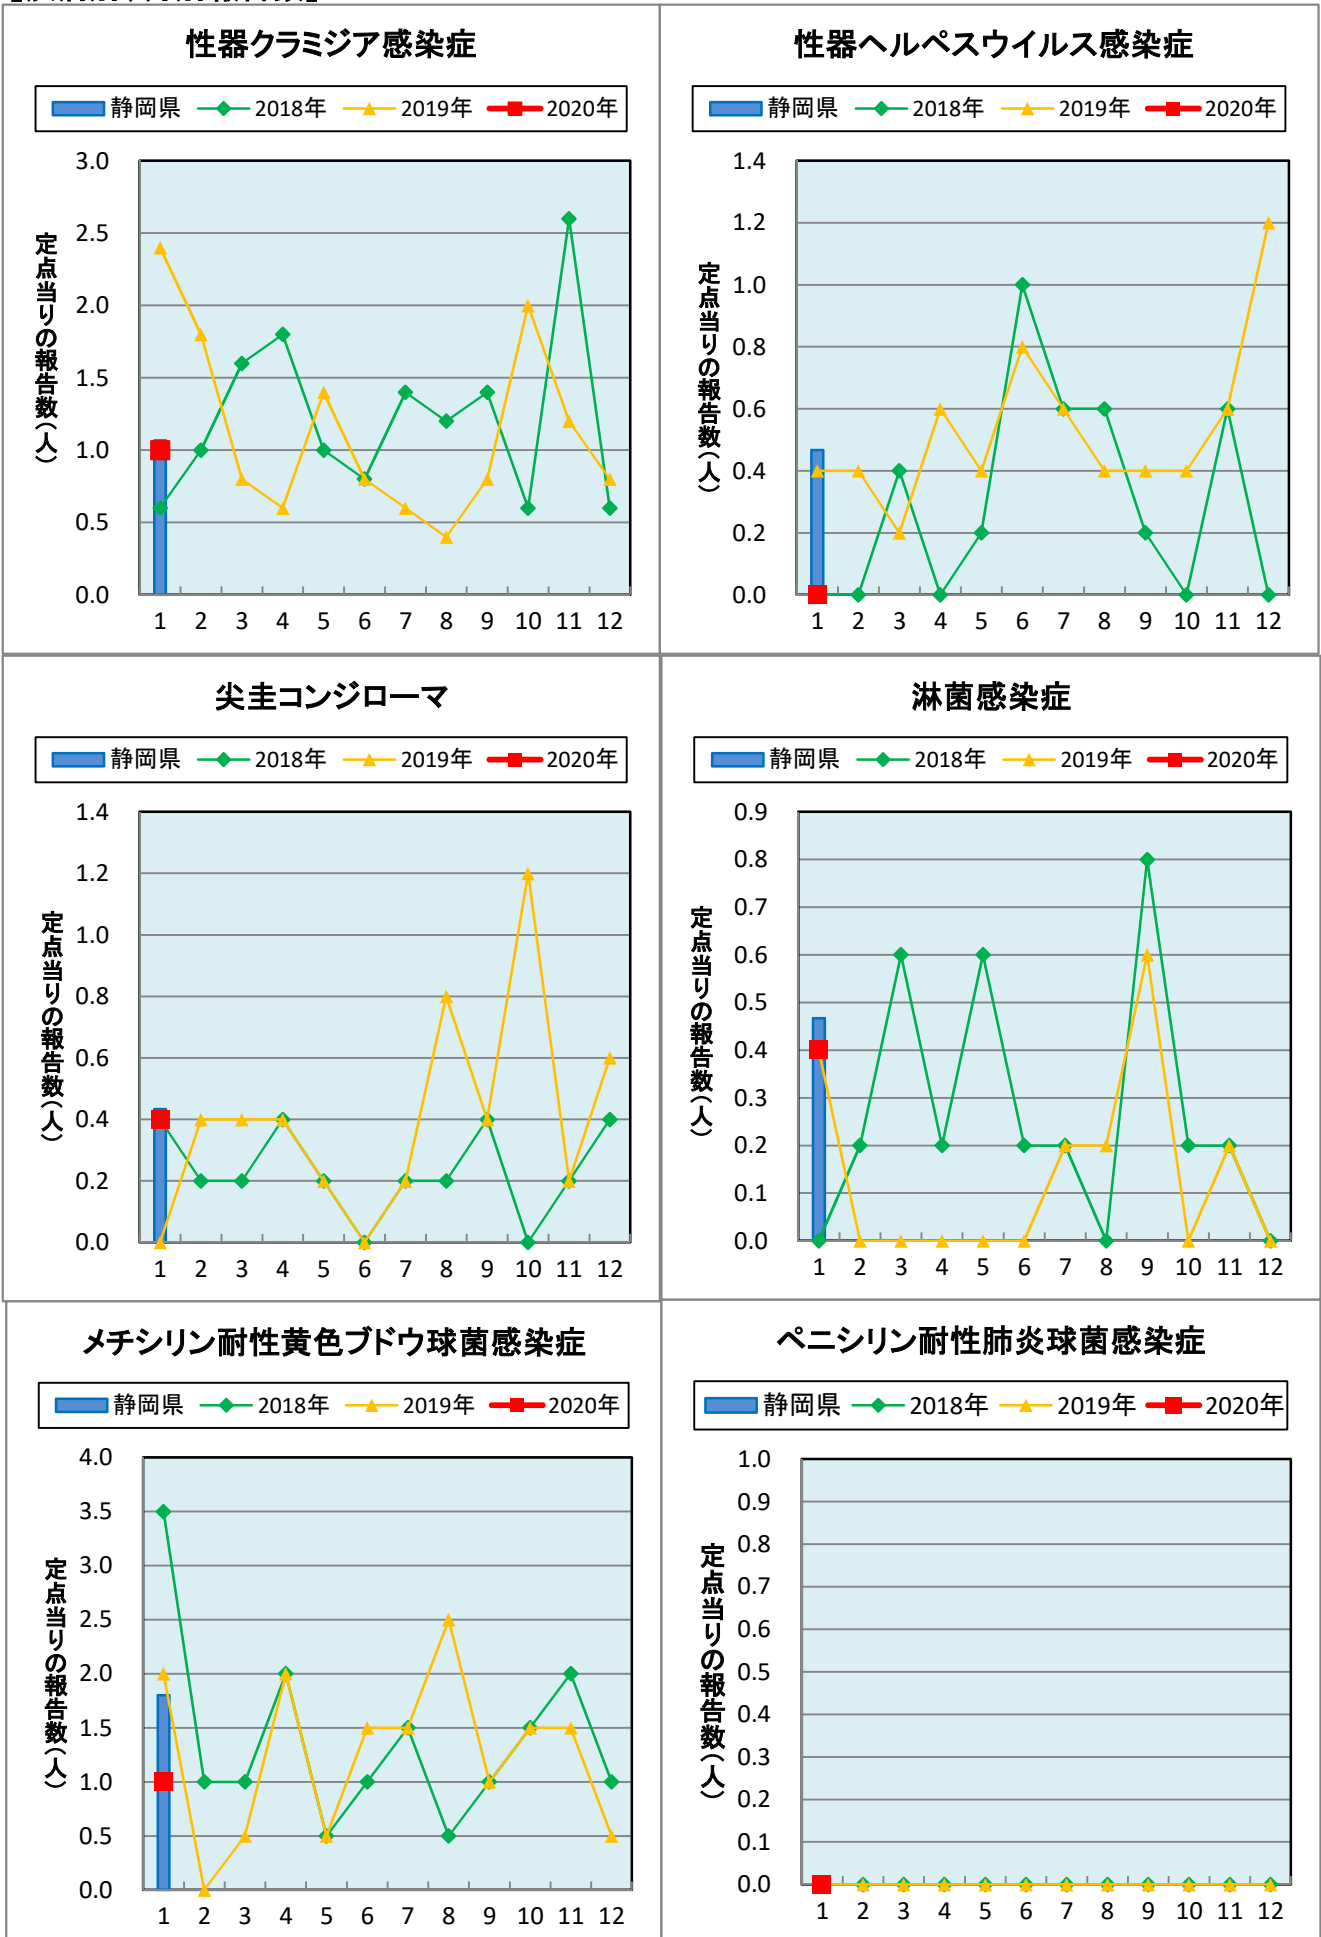 性器クラミジア感染症
静岡県 2018年 2019年 2020年
定点当りの報告数(人)
3.0
2.5
2.0
1.5
1.0
0.5
0.0
1 2 3 4 5 6 7 8 9 10 11 12
性器ヘルペスウイルス感染症
静岡県 2018年 2019年 2020年
定点当りの報告数(人)
1.4
1.2
1.0
0.8
0.6
0.4
0.2
0.0
1 2 3 4 5 6 7 8 9 10 11 12
尖圭コンジローマ
静岡県 2018年 2019年 2020年
定点当りの報告数(人)
1.4
1.2
1.0
0.8
0.6
0.4
0.2
0.0
1 2 3 4 5 6 7 8 9 10 11 12
淋菌感染症
静岡県 2018年 2019年 2020年
定点当りの報告数(人)
0.9
0.8
0.7
0.6
0.5
0.4
0.3
0.2
0.1
0.0
1 2 3 4 5 6 7 8 9 10 11 12
メチシリン耐性黄色ブドウ球菌感染症
静岡県 2018年 2019年 2020年
定点当りの報告数(人)
4.0
3.5
3.0
2.5
2.0
1.5
1.0
0.5
0.0
1 2 3 4 5 6 7 8 9 10 11 12
ペニシリン耐性肺炎球菌感染症
静岡県 2018年 2019年 2020年
定点当りの報告数(人)
1.0
0.9
0.8
0.7
0.6
0.5
0.4
0.3
0.2
0.1
0.0
1 2 3 4 5 6 7 8 9 10 11 12